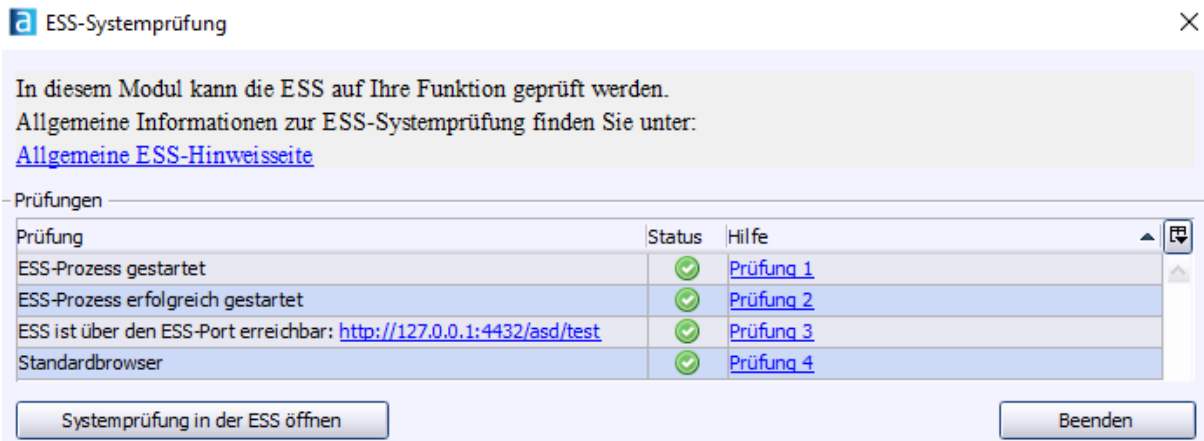 a ESS-Systemprüfung
In diesem Modul kann die ESS auf Ihre Funktion geprüft werden.
Allgemeine Informationen zur ESS-Systemprüfung finden Sie unter:
Allgemeine ESS-Hinweisseite
Prüfungen
Prüfung Status Hilfe
ESS-Prozess gestartet Prüfung 1
ESS-Prozess erfolgreich gestartet Prüfung 2
ESS ist über den ESS-Port erreichbar: http://127.0.0.1:4432/asd/test Prüfung 3
Standardbrowser Prüfung 4
Systemprüfung in der ESS öffnen Beenden